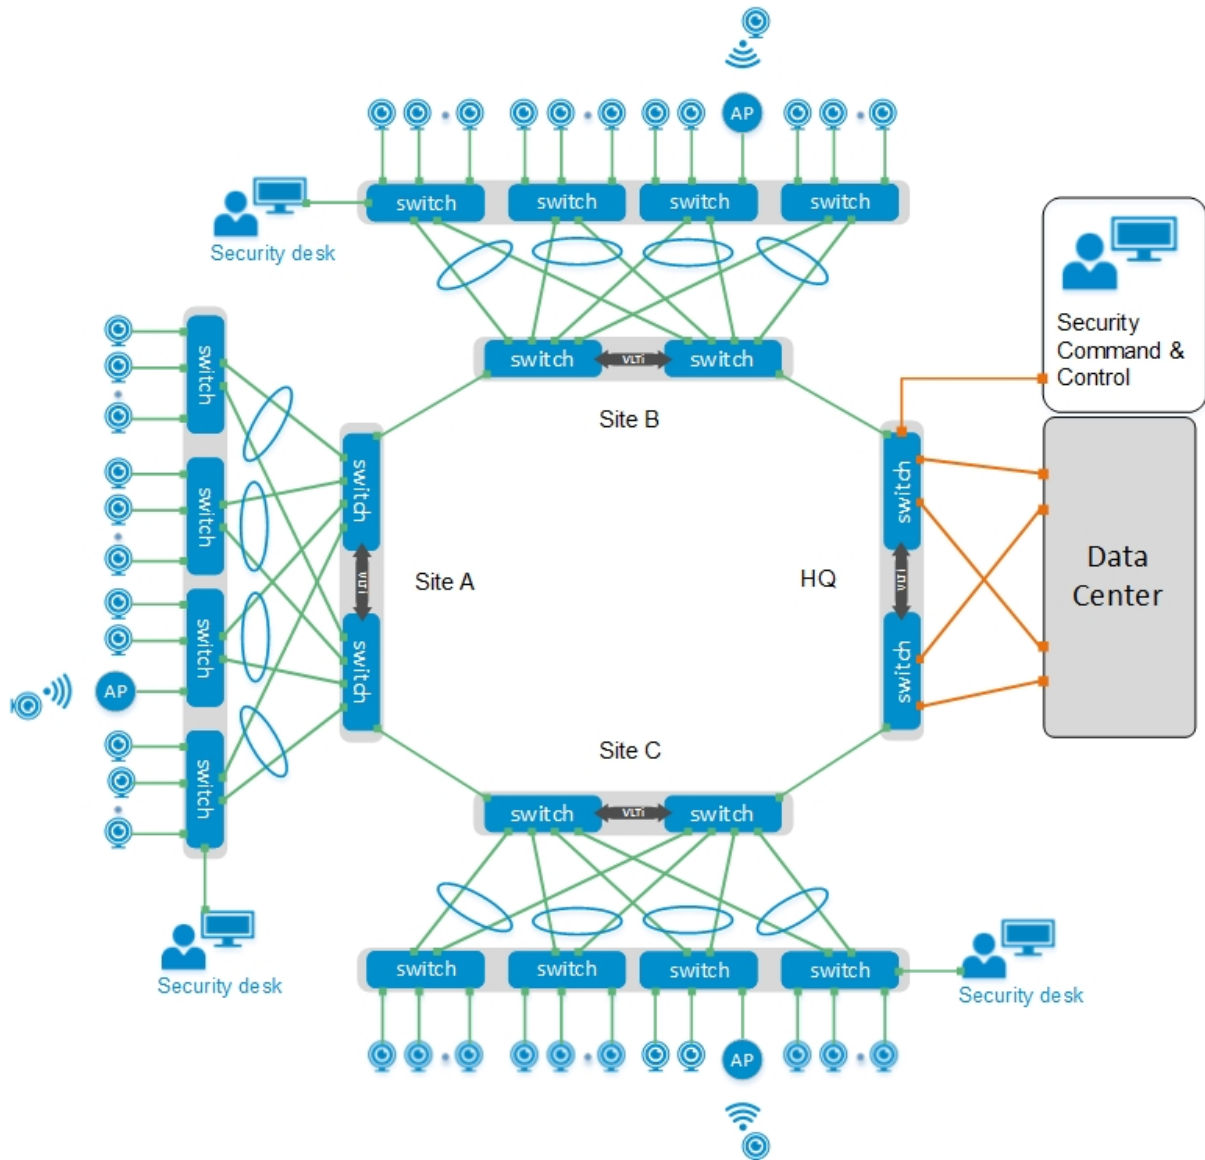 AP
switch switch switch switch
Security desk
switch VLTi switch
Site B
Security
Command &
Control
switch
switch
switch
switch
AP
Security desk
switch
VLTi
switch
Site A
HQ
switch
VLTi
switch
Data
Center
Site C
switch VLTi switch
switch switch switch switch
Security desk
AP